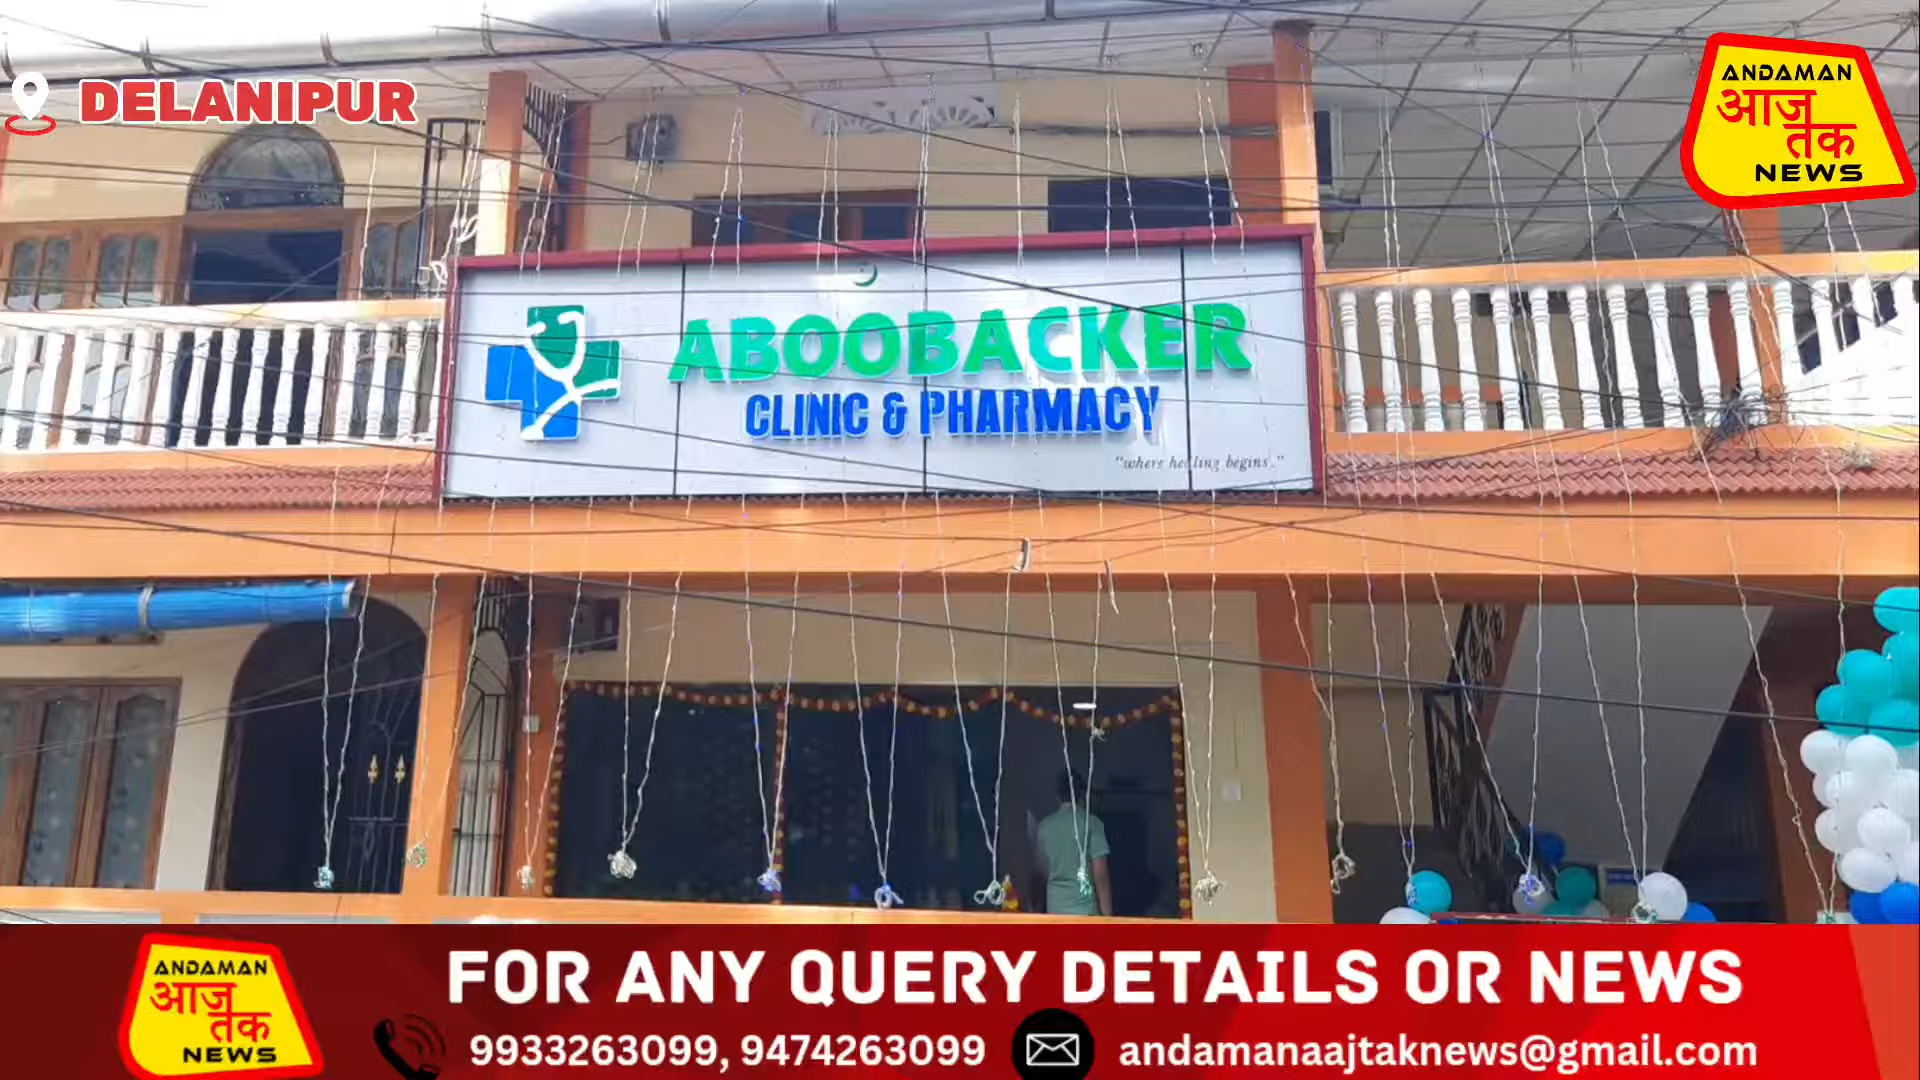 DELANIPUR
ANDAMAN
आज
तक
NEWS
ABOOBACKER
CLINIC & PHARMACY
"where healing begins."
ANDAMAN
आज
तक
NEWS
FOR ANY QUERY DETAILS OR NEWS
9933263099, 9474263099
andamanaajtaknews@gmail.com